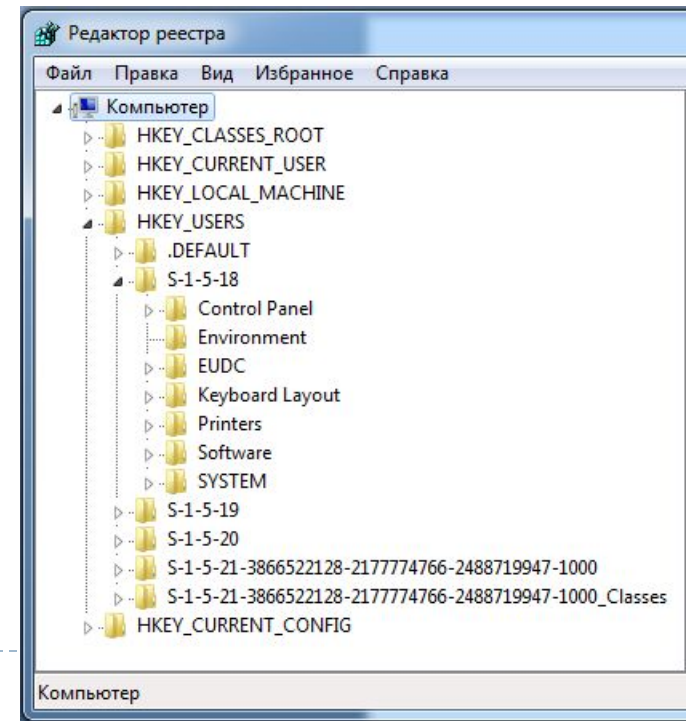 Редактор реестра
Файл Правка Вид Избранное Справка
Компьютер
HKEY_CLASSES_ROOT
HKEY_CURRENT_USER
HKEY_LOCAL_MACHINE
HKEY_USERS
.DEFAULT
S-1-5-18
Control Panel
Environment
EUDC
Keyboard Layout
Printers
Software
SYSTEM
S-1-5-19
S-1-5-20
S-1-5-21-3866522128-2177774766-2488719947-1000
S-1-5-21-3866522128-2177774766-2488719947-1000_Classes
HKEY_CURRENT_CONFIG
Компьютер